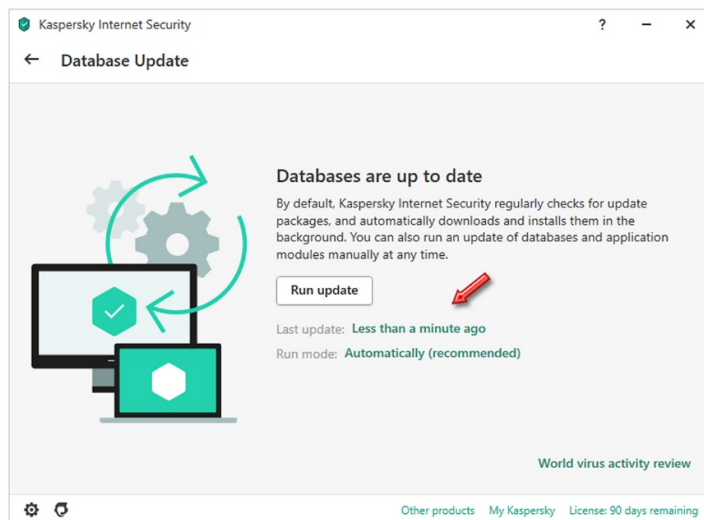 Kaspersky Internet Security
?
Database Update
Databases are up to date
By default, Kaspersky Internet Security regularly checks for update
packages, and automatically downloads and installs them in the
background. You can also run an update of databases and application
modules manually at any time.
Run update
Last update: Less than a minute ago
Run mode: Automatically (recommended)
World virus activity review
Other products My Kaspersky License: 90 days remaining